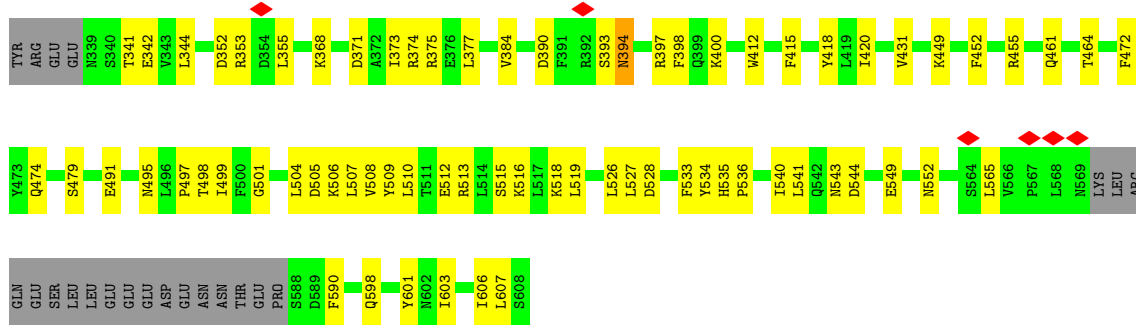 TYR ARG GLU GLU N339 S340 T341 E342 V343 L344 D352 R353 D354 L355 K368 D371 A372 I373 R374 R375 E376 L377 V384 D390 F391 R392 S393 N394 R397 F398 Q399 K400 W412 F415 Y418 L419 I420 V431 K449 F452 R455 Q461 T464 F472
Y473 Q474 S479 E491 N495 L496 P497 T498 I499 F500 G501 L504 D505 K506 L507 V508 Y509 L510 T511 E512 R513 L514 S515 K516 L517 K518 L519 L526 L527 D528 F533 Y534 H535 P536 I540 L541 Q542 N543 D544 E549 N552 S564 L565 V566 P567 L568 N569 LYS LEU ARG
GLN GLU SER LEU LEU GLU GLU GLU ASP GLU ASN ASN THR GLU PRO S588 D589 F590 Q598 Y601 N602 I603 I606 L607 S608